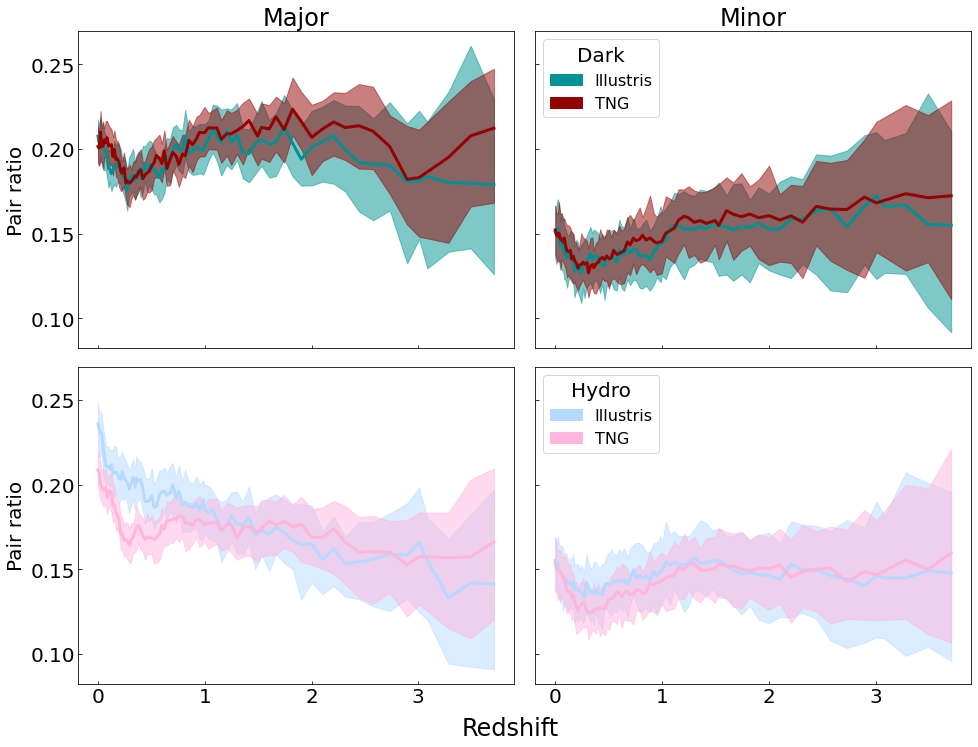 Major
Minor
Pair ratio
0.25
0.20
0.15
0.10
Dark
Illustris
TNG
Pair ratio
0.25
0.20
0.15
0.10
0 1 2 3
Hydro
Illustris
TNG
0 1 2 3
Redshift